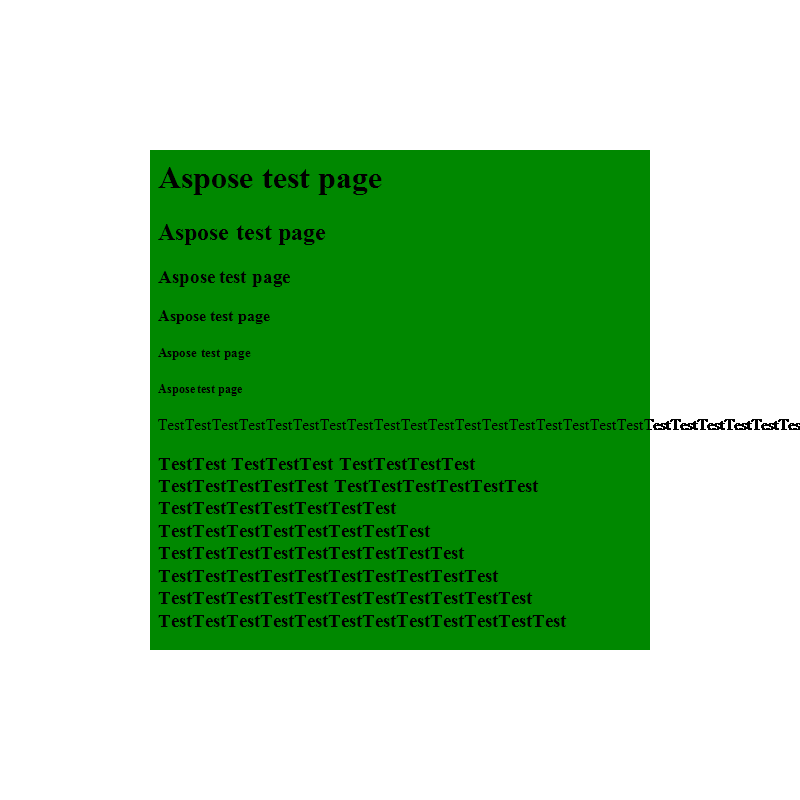 Aspose test page
Aspose test page
Aspose test page
Aspose test page
Aspose test page
Aspose test page
TestTestTestTestTestTestTestTestTestTestTestTestTestTestTestTestTestTestTestTestTestTestTestTes
TestTest TestTestTest TestTestTestTest
TestTestTestTestTest TestTestTestTestTestTest
TestTestTestTestTestTestTest
TestTestTestTestTestTestTestTest
TestTestTestTestTestTestTestTestTest
TestTestTestTestTestTestTestTestTestTest
TestTestTestTestTestTestTestTestTestTestTest
TestTestTestTestTestTestTestTestTestTestTestTest